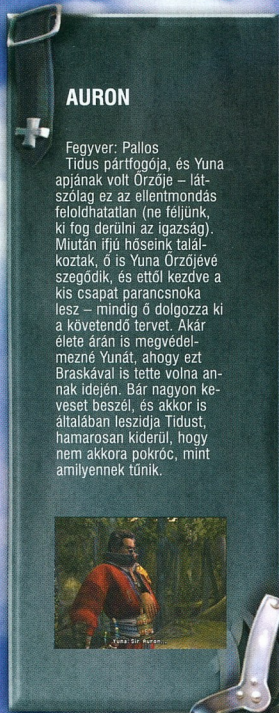 AURON
Fegyver: Pallos
Tidus pártfogója, és Yuna
apjának volt Őrzője – lát-
szólag ez az ellentmondás
feloldhatatlan (ne féljünk,
ki fog derülni az igazság).
Miután ifjú hőseink talál-
koztak, ő is Yuna Őrzőjévé
szegődik, és ettől kezdve a
kis csapat parancsnoka
lesz – mindig ő dolgozza ki
a követendő tervet. Akár
élete árán is megvédel-
mezné Yunát, ahogy ezt
Braskával is tette volna an-
nak idején. Bár nagyon ke-
veset beszél, és akkor is
általában leszidja Tidust,
hamarosan kiderül, hogy
nem akkora pokróc, mint
amilyennek tűnik.
Yuna:Sir Auron...